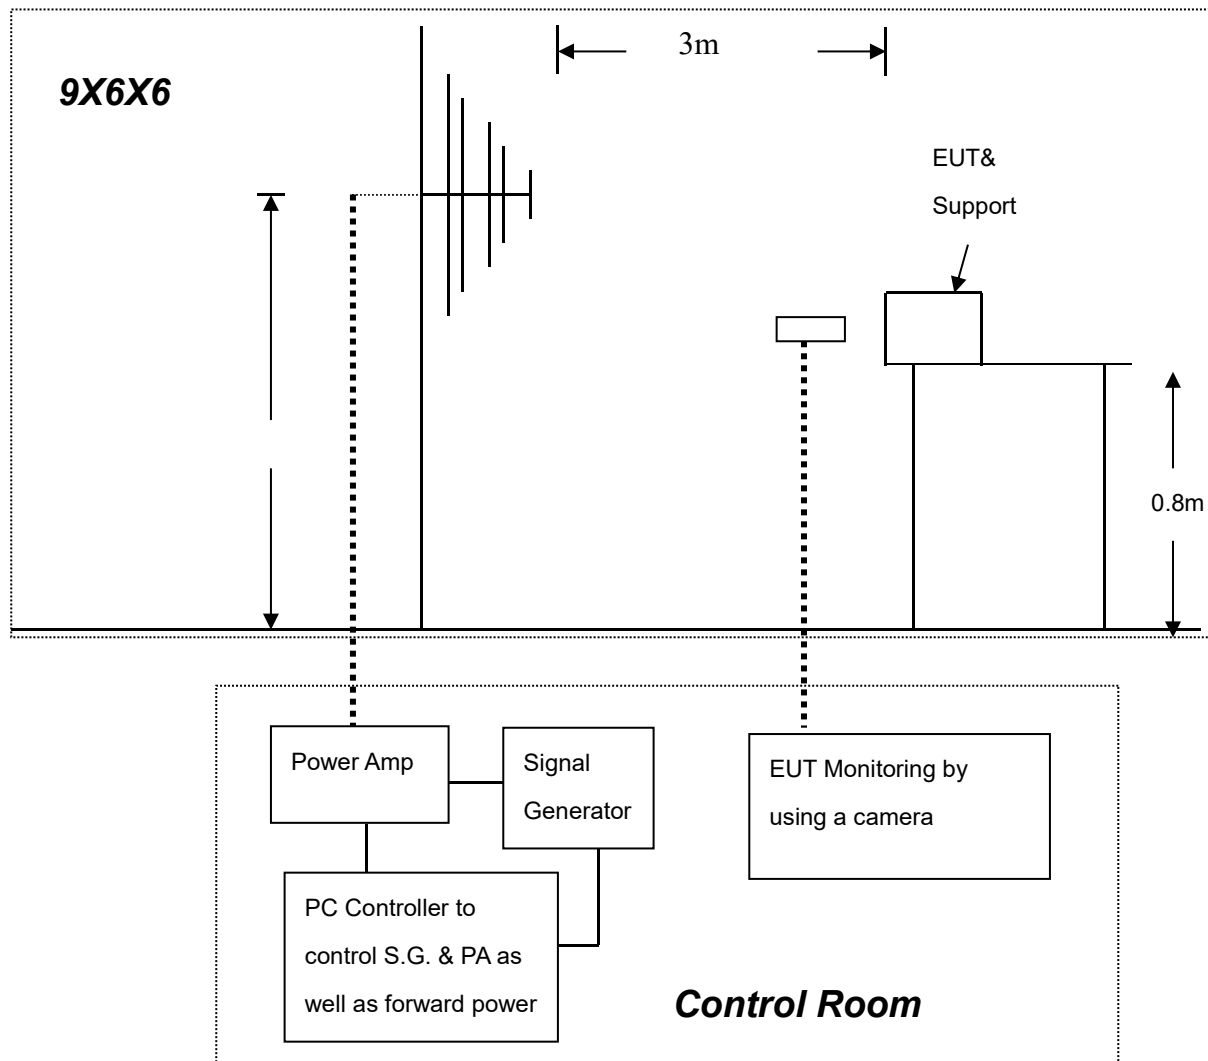 3m
9X6X6
EUT&
Support
0.8m
Power Amp
Signal
Generator
EUT Monitoring by
using a camera
PC Controller to
control S.G. & PA as
well as forward power
Control Room